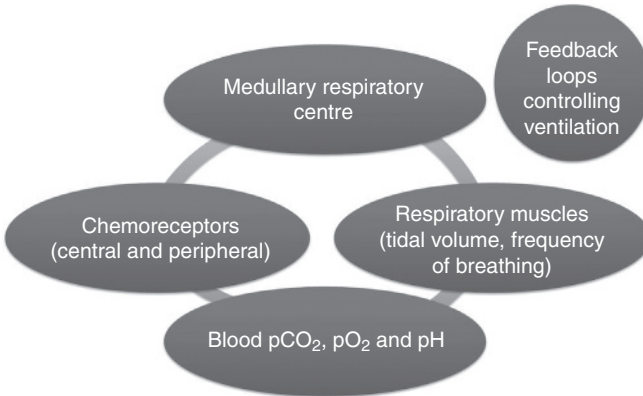 Medullary respiratory
centre
Feedback
loops
controlling
ventilation
Chemoreceptors
(central and peripheral)
Respiratory muscles
(tidal volume, frequency
of breathing)
Blood pCO₂, pO₂ and pH